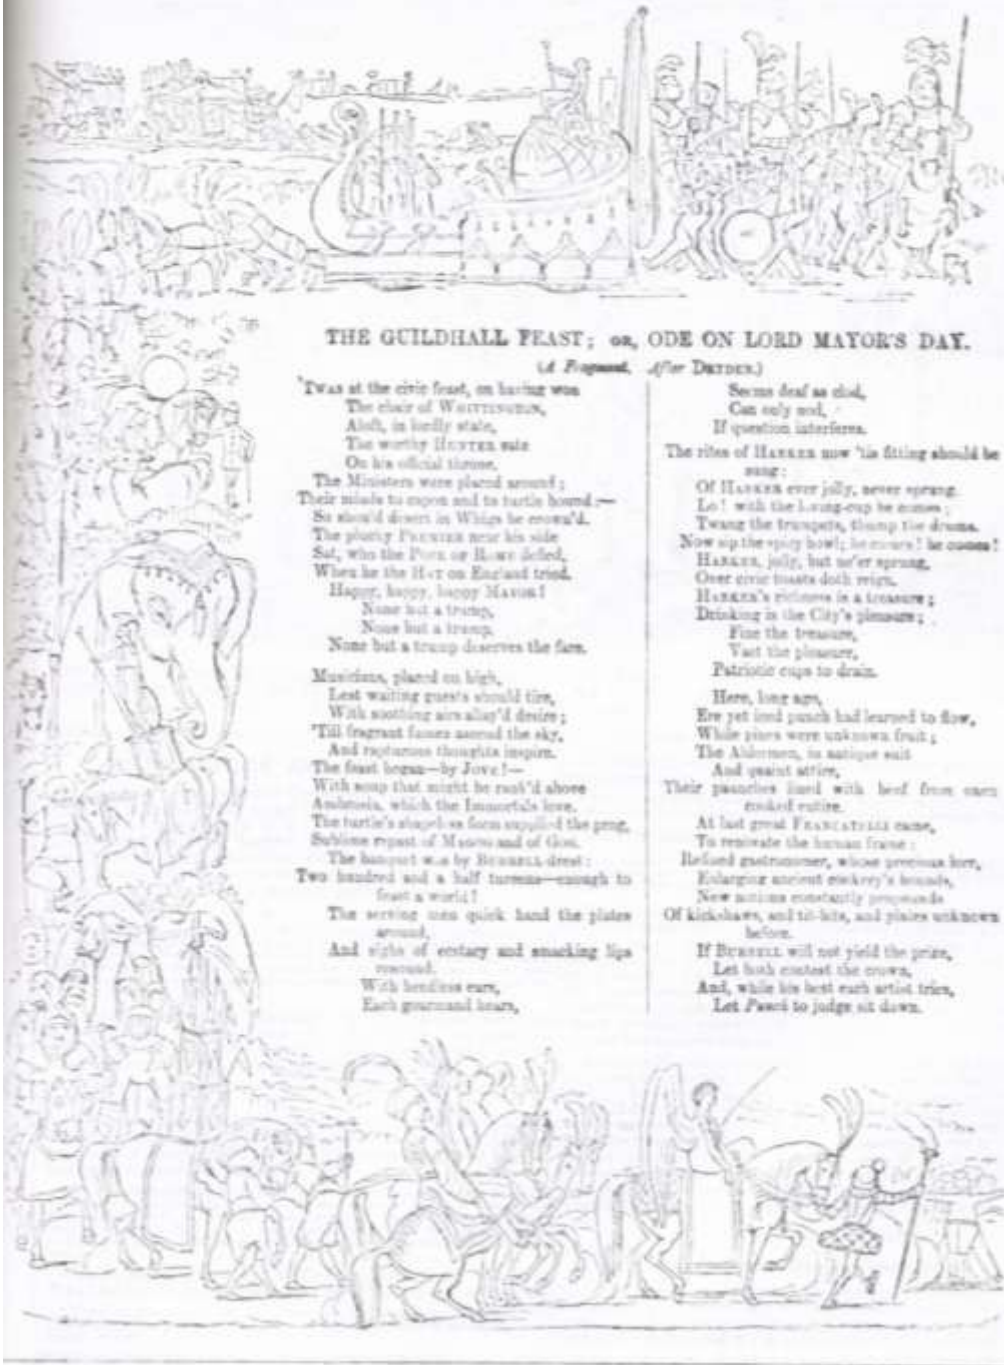 THE GUILDHALL FEAST; OR, ODE ON LORD MAYOR'S DAY.
(A Fragment, After DRYDEN.)
'TWAS at the civic feast, on having won
The chair of WHITTINGTON,
Aloft, in lordly state,
The worthy HUNTER sate
On his official throne.
The Ministers were placed around;
Their minds to capon and to turtle bound:—
So should desert in Whigs be crown'd.
The plucky PREMIER near his side
Sat, who the POPE OF ROME defied,
When he the HAT on England tried.
Happy, happy, happy MAYOR!
None but a trump,
None but a trump,
None but a trump deserves the fare.
Musicians, placed on high,
Lest waiting guests should tire,
With soothing airs allay'd desire;
'Till fragrant fumes ascend the sky,
And rapturous thoughts inspire.
The feast began—by JOVE!—
With soup that might be rank'd above
Ambrosia, which the Immortals love.
The turtle's shapeless form supplied the prog,
Sublime repast of MAGOG and of GOG.
The banquet was by BURSELL drest:
Two hundred and a half tureens—enough to
feast a world!
The serving men quick hand the plates
around,
And sighs of ecstacy and smacking lips
resound.
With heedless ears,
Each gourmand hears,
Seems deaf as clod,
Can only nod,
If question interferes.
The rites of HARKER now 'tis fitting should be
sung:
Of HARKER ever jolly, never sprung.
Lo! with the loving-cup he comes;
Twang the trumpets, thump the drums.
Now sip the spicy bowl; he comes! he comes!
HARKER, jolly, but ne'er sprung,
Over civic toasts doth reign.
HARKER'S richness is a treasure;
Drinking is the City's pleasure;
Fine the treasure,
Vast the pleasure,
Patriotic cups to drain.
Here, long ago,
Ere yet iced punch had learned to flow,
While pines were unknown fruit;
The Aldermen, in antique suit
And quaint attire,
Their paunches lined with beef from oxen
cooked entire.
At last great FRANCATELLI came,
To renovate the human frame:
Refined gastronomer, whose precious lore,
Enlarging ancient cookery's bounds,
New notions constantly propounds
Of kickshaws, and tit-bits, and plates unknown
before.
If BURSELL will not yield the prize,
Let both contest the crown,
And, while his best each artist tries,
Let Punch to judge sit down.